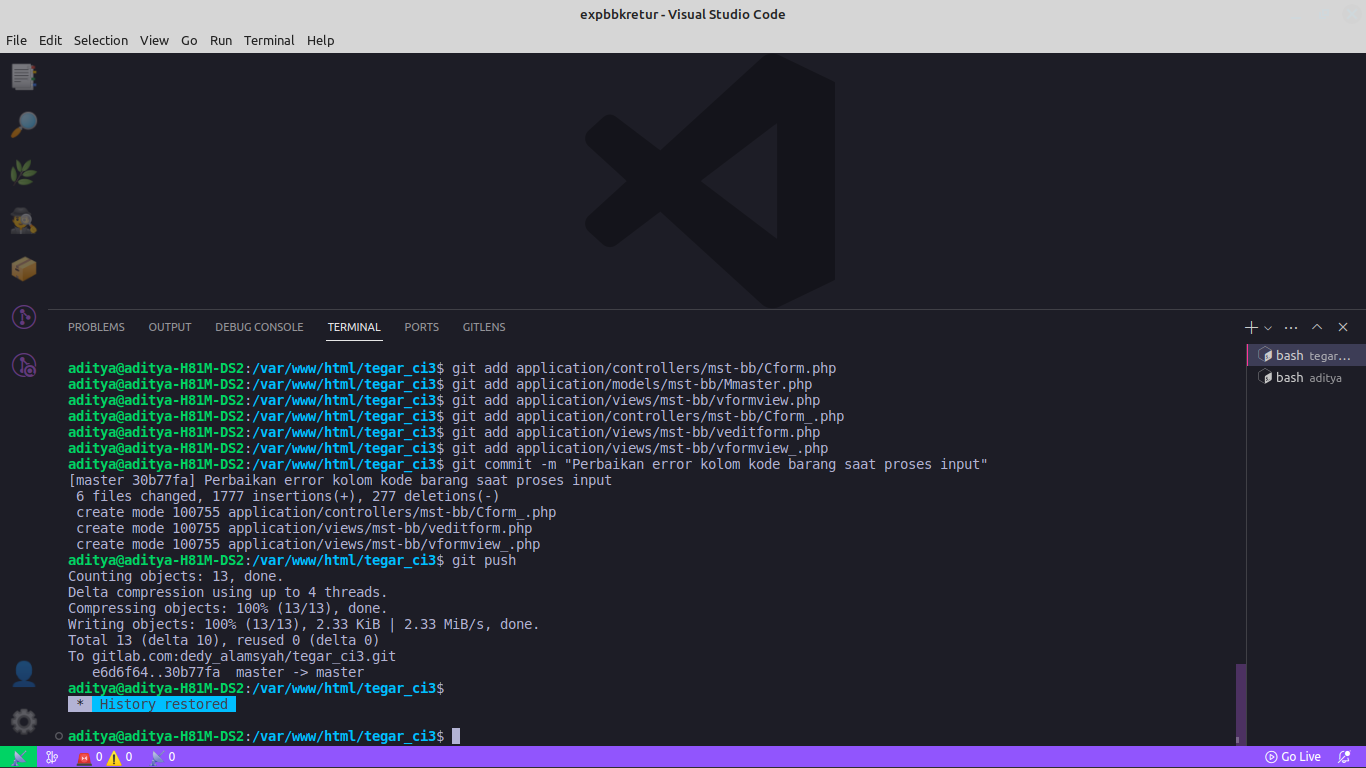 expbbkretur - Visual Studio Code
File Edit Selection View Go Run Terminal Help
PROBLEMS OUTPUT DEBUG CONSOLE TERMINAL PORTS GITLENS
bash tegar...
bash aditya
aditya@aditya-H81M-DS2:/var/www/html/tegar_ci3$ git add application/controllers/mst-bb/Cform.php
aditya@aditya-H81M-DS2:/var/www/html/tegar_ci3$ git add application/models/mst-bb/Mmaster.php
aditya@aditya-H81M-DS2:/var/www/html/tegar_ci3$ git add application/views/mst-bb/vformview.php
aditya@aditya-H81M-DS2:/var/www/html/tegar_ci3$ git add application/controllers/mst-bb/Cform_.php
aditya@aditya-H81M-DS2:/var/www/html/tegar_ci3$ git add application/views/mst-bb/veditform.php
aditya@aditya-H81M-DS2:/var/www/html/tegar_ci3$ git add application/views/mst-bb/vformview_.php
aditya@aditya-H81M-DS2:/var/www/html/tegar_ci3$ git commit -m "Perbaikan error kolom kode barang saat proses input"
[master 30b77fa] Perbaikan error kolom kode barang saat proses input
6 files changed, 1777 insertions(+), 277 deletions(-)
create mode 100755 application/controllers/mst-bb/Cform_.php
create mode 100755 application/views/mst-bb/veditform.php
create mode 100755 application/views/mst-bb/vformview_.php
aditya@aditya-H81M-DS2:/var/www/html/tegar_ci3$ git push
Counting objects: 13, done.
Delta compression using up to 4 threads.
Compressing objects: 100% (13/13), done.
Writing objects: 100% (13/13), 2.33 KiB | 2.33 MiB/s, done.
Total 13 (delta 10), reused 0 (delta 0)
To gitlab.com:dedy_alamsyah/tegar_ci3.git
e6d6f64..30b77fa master -> master
aditya@aditya-H81M-DS2:/var/www/html/tegar_ci3$
* History restored
aditya@aditya-H81M-DS2:/var/www/html/tegar_ci3$
0 0 0 Go Live